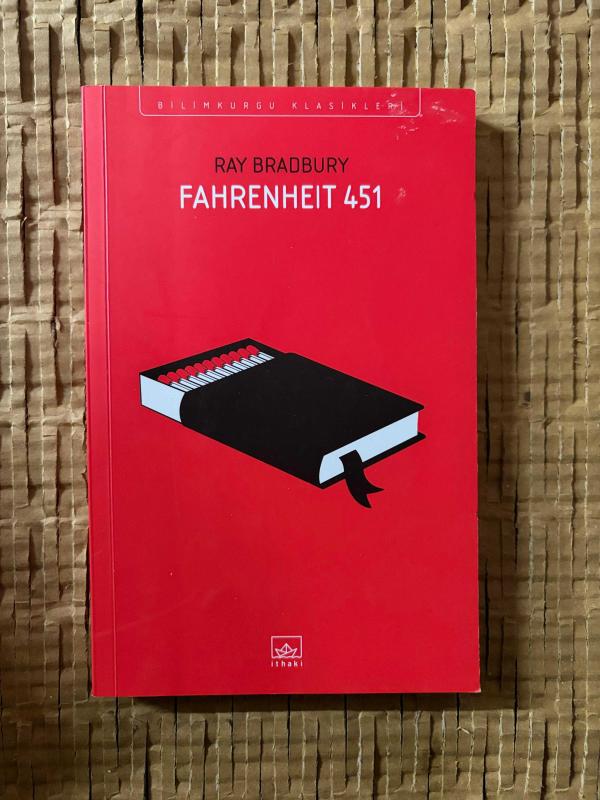 BİLİMKURGU KLASİKLERİ
RAY BRADBURY
FAHRENHEIT 451
ithaki